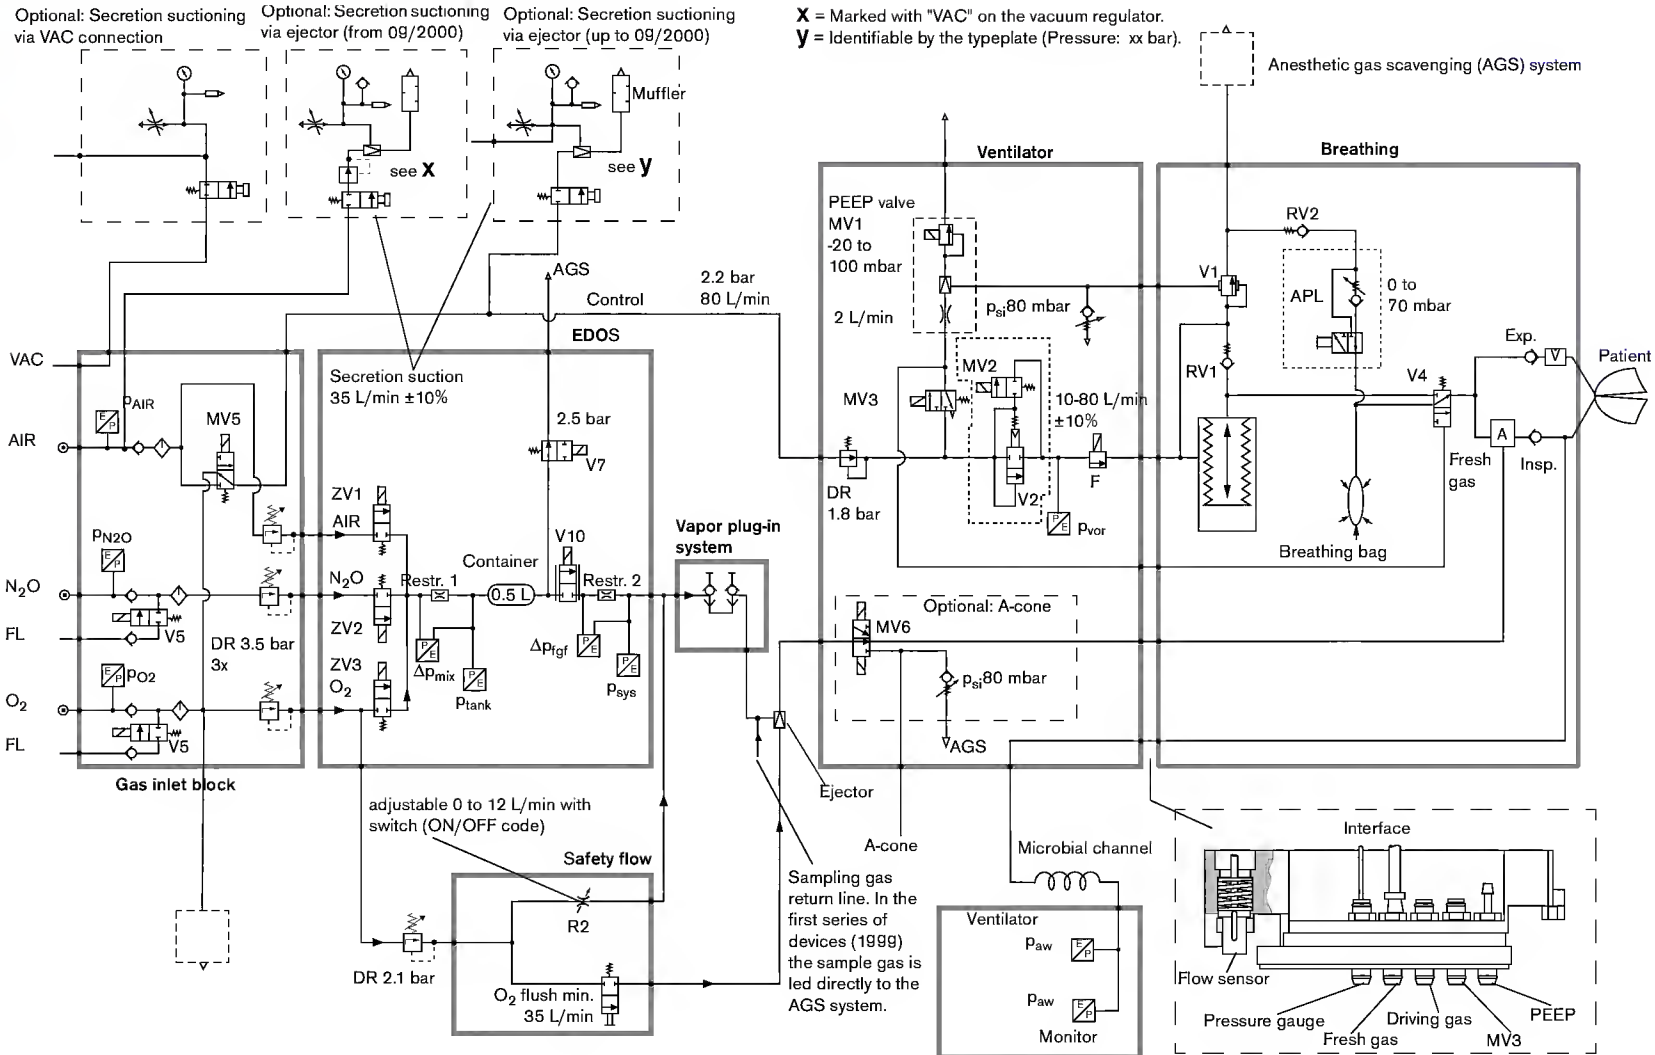 Optional: Secretion suctioning
via VAC connection
Optional: Secretion suctioning
via ejector (from 09/2000)
Optional: Secretion suctioning
via ejector (up to 09/2000)
X = Marked with "VAC" on the vacuum regulator.
y = Identifiable by the typeplate (Pressure: xx bar).
Anesthetic gas scavenging (AGS) system
Muffler
see X
see y
Ventilator
Breathing
PEEP valve
MV1
-20 to
100 mbar
2 L/min
psi80 mbar
RV2
V1
APL
0 to
70 mbar
AGS
Control
2.2 bar
80 L/min
EDOS
VAC
pAIR
AIR
MV5
Secretion suction
35 L/min ±10%
2.5 bar
V7
MV2
MV3
10-80 L/min
±10%
RV1
V4
Exp.
V
Patient
A
Insp.
Fresh
gas
DR
1.8 bar
V2
F
P
E
pvor
Breathing bag
ZV1
AIR
V10
Vapor plug-in
system
E
P
pN2O
N2O
FL
V5
DR 3.5 bar
3x
N2O
ZV2
Restr. 1
Container
0.5 L
Restr. 2
P
E
Δpmix
P
E
ptank
P
E
Δpfgf
P
E
psys
Optional: A-cone
MV6
psi80 mbar
AGS
E
P
pO2
O2
FL
V5
ZV3
O2
Gas inlet block
adjustable 0 to 12 L/min with
switch (ON/OFF code)
Safety flow
R2
DR 2.1 bar
O2 flush min.
35 L/min
Ejector
A-cone
Sampling gas
return line. In the
first series of
devices (1999)
the sample gas is
led directly to the
AGS system.
Microbial channel
Ventilator
paw
E
P
paw
E
P
Monitor
Interface
Flow sensor
Pressure gauge
Fresh gas
Driving gas
MV3
PEEP